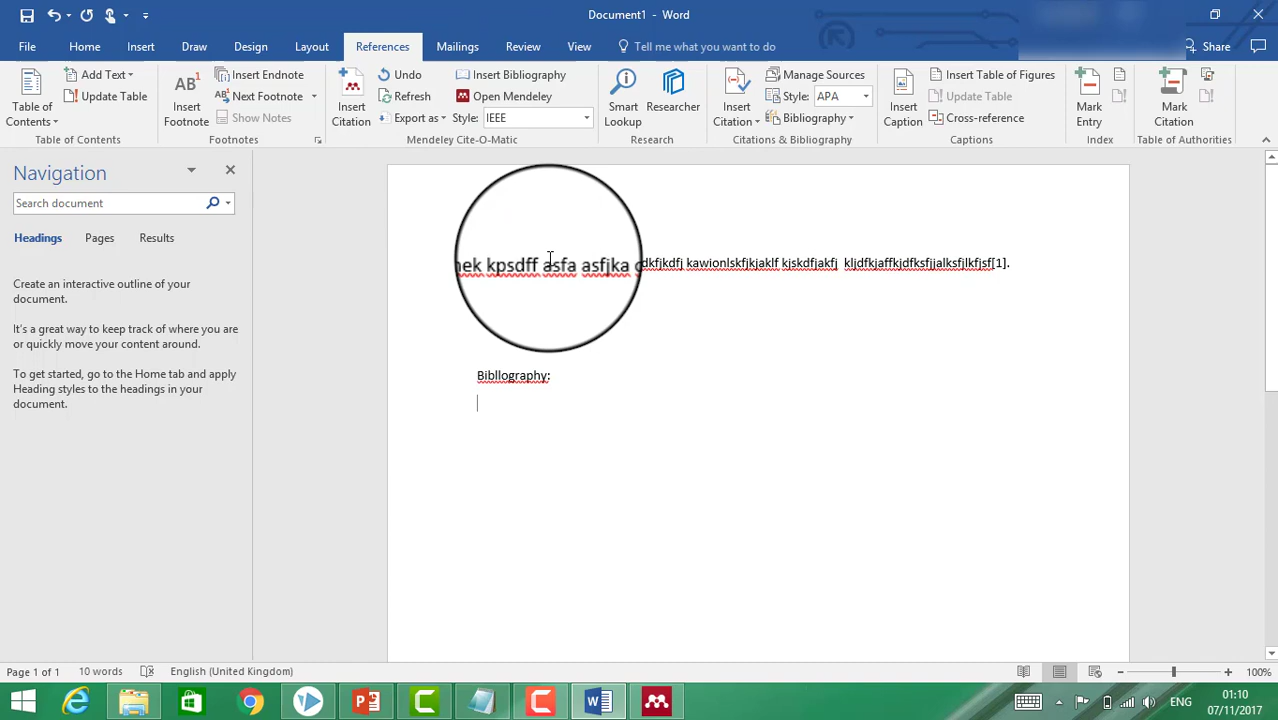 Document1 - Word
File Home Insert Draw Design Layout References Mailings Review View Tell me what you want to do Share
Table of Contents
Add Text
Update Table
Table of Contents
AB1
Insert Footnote
Insert Endnote
Next Footnote
Show Notes
Footnotes
Insert Citation
Undo
Refresh
Export as
Insert Bibliography
Open Mendeley
Style: IEEE
Mendeley Cite-O-Matic
Smart Lookup
Researcher
Research
Insert Citation
Manage Sources
Style: APA
Bibliography
Citations & Bibliography
Insert Caption
Insert Table of Figures
Update Table
Cross-reference
Captions
Mark Entry
Index
Mark Citation
Table of Authorities
Navigation
Search document
Headings Pages Results
Create an interactive outline of your
document.
It's a great way to keep track of where you are
or quickly move your content around.
To get started, go to the Home tab and apply
Heading styles to the headings in your
document.
kpsdff asfa asfjka dkfjkdfj kawionlskfjkjaklf kjskdfjakfj kljdfkjaffkjdfksfjjalksfjlkfjsf[1].
Bibllography:
Page 1 of 1 10 words English (United Kingdom) 100%
ENG
01:10
07/11/2017